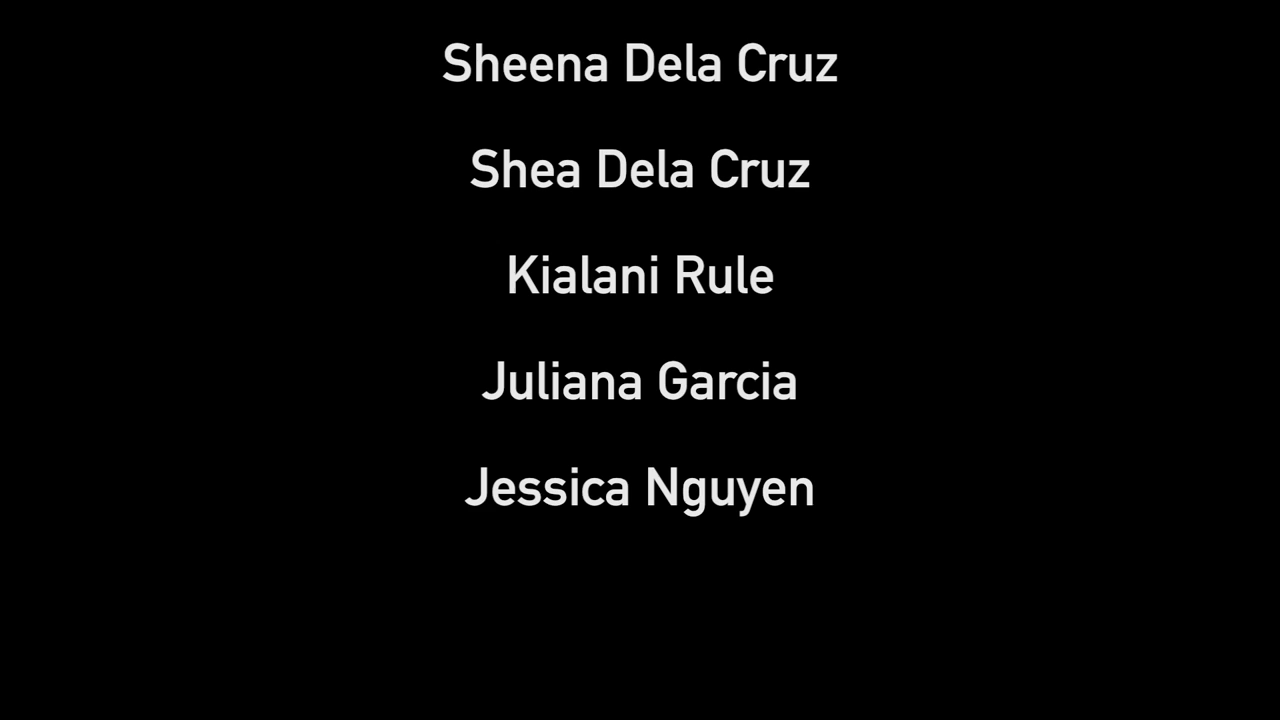 Sheena Dela Cruz
Shea Dela Cruz
Kialani Rule
Juliana Garcia
Jessica Nguyen